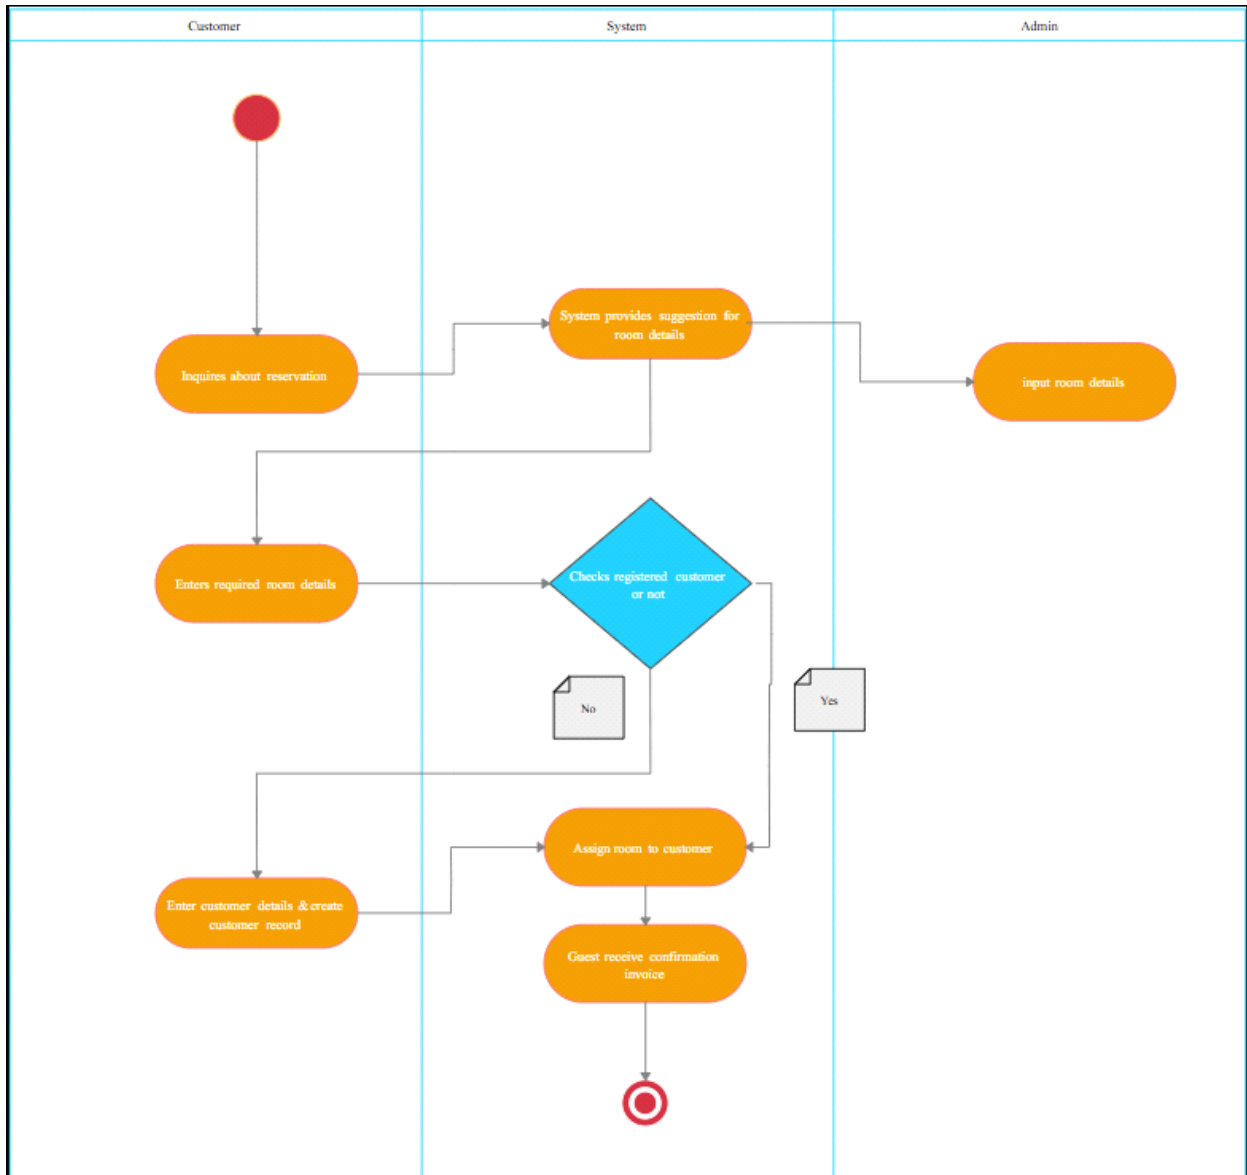 Customer
System
Admin
System provides suggestion for
room details
Inquires about reservation
input room details
Enters required room details
Checks registered customer
or not
No
Yes
Assign room to customer
Enter customer details & create
customer record
Guest receive confirmation
invoice